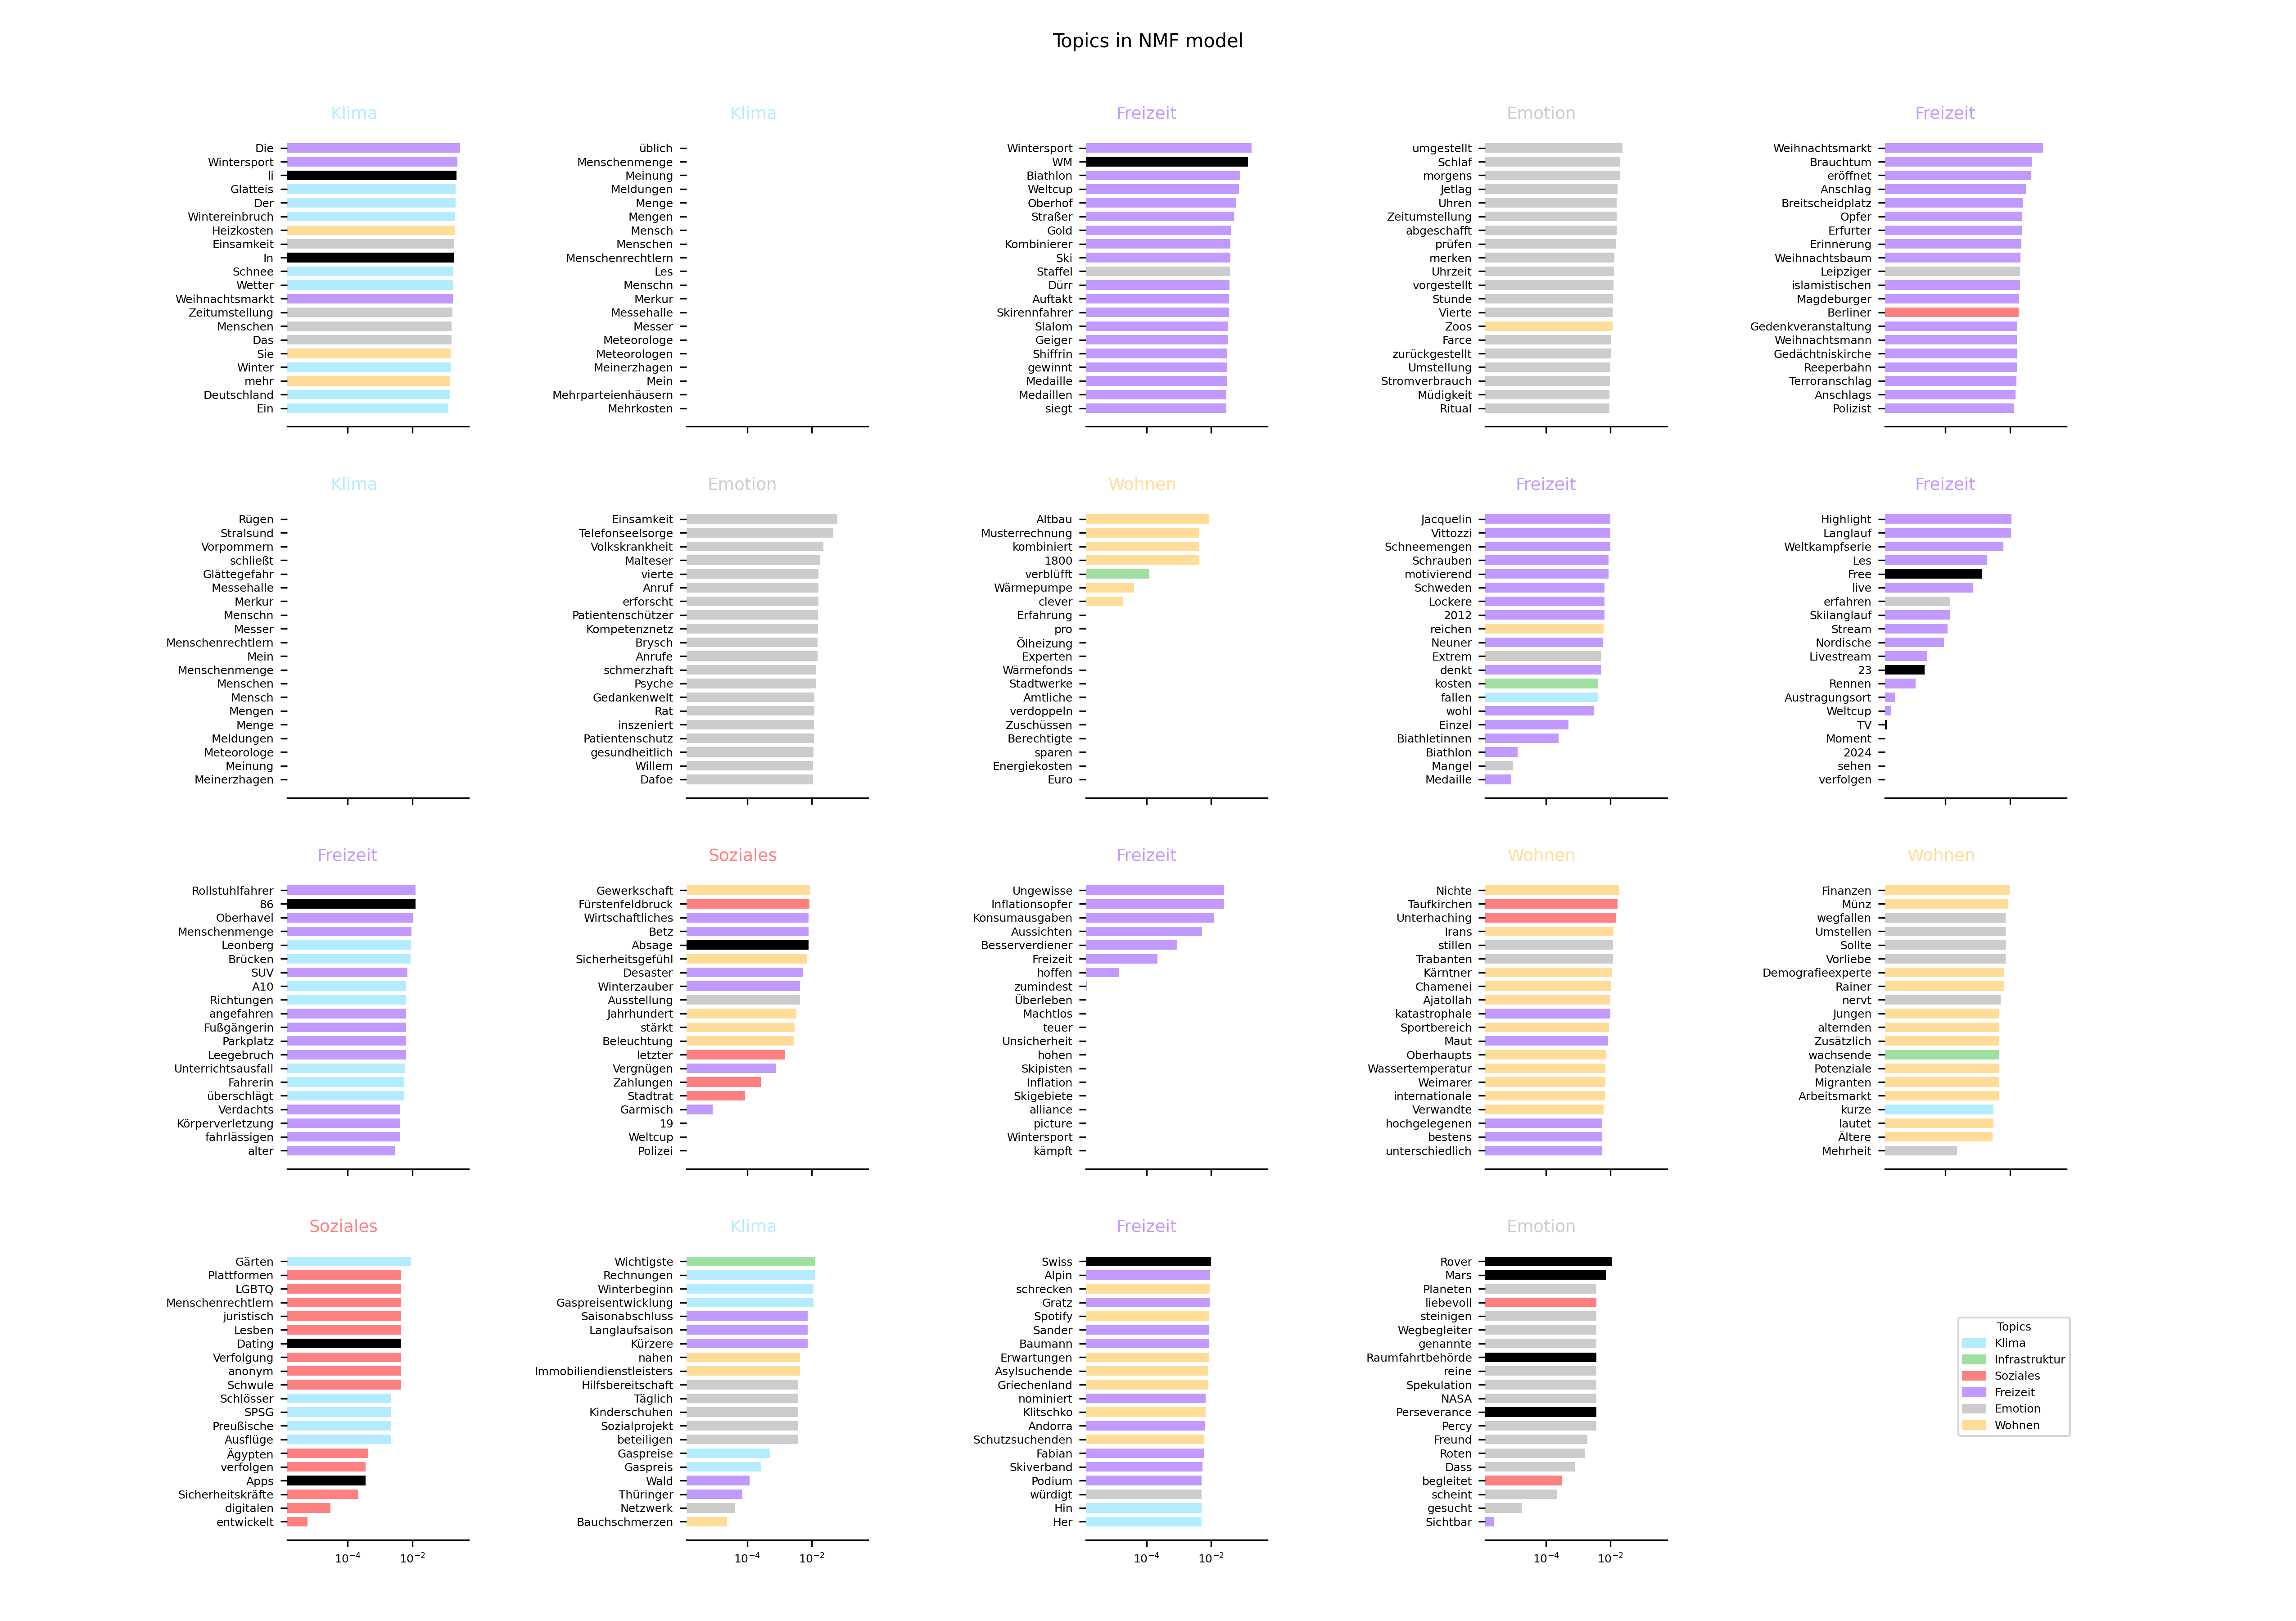 Topics in NMF model
Klima
Die
Wintersport
li
Glatteis
Der
Wintereinbruch
Heizkosten
Einsamkeit
In
Schnee
Wetter
Weihnachtsmarkt
Zeitumstellung
Menschen
Das
Sie
Winter
mehr
Deutschland
Ein
Klima
üblich
Menschenmenge
Meinung
Meldungen
Menge
Mengen
Mensch
Menschen
Menschenrechtlern
Les
Menschn
Merkur
Messehalle
Messer
Meteorologe
Meteorologen
Meinerzhagen
Mein
Mehrparteienhäusern
Mehrkosten
Freizeit
Wintersport
WM
Biathlon
Weltcup
Oberhof
Straßer
Gold
Kombinierer
Ski
Staffel
Dürr
Auftakt
Skirennfahrer
Slalom
Geiger
Shiffrin
gewinnt
Medaille
Medaillen
siegt
Emotion
umgestellt
Schlaf
morgens
Jetlag
Uhren
Zeitumstellung
abgeschafft
prüfen
merken
Uhrzeit
vorgestellt
Stunde
Vierte
Zoos
Farce
zurückgestellt
Umstellung
Stromverbrauch
Müdigkeit
Ritual
Freizeit
Weihnachtsmarkt
Brauchtum
eröffnet
Anschlag
Breitscheidplatz
Opfer
Erfurter
Erinnerung
Weihnachtsbaum
Leipziger
islamistischen
Magdeburger
Berliner
Gedenkveranstaltung
Weihnachtsmann
Gedächtniskirche
Reeperbahn
Terroranschlag
Anschlags
Polizist
Klima
Rügen
Stralsund
Vorpommern
schließt
Glättegefahr
Messehalle
Merkur
Menschn
Messer
Menschenrechtlern
Mein
Menschenmenge
Menschen
Mensch
Mengen
Menge
Meldungen
Meteorologe
Meinung
Meinerzhagen
Emotion
Einsamkeit
Telefonseelsorge
Volkskrankheit
Malteser
vierte
Anruf
erforscht
Patientenschützer
Kompetenznetz
Brysch
Anrufe
schmerzhaft
Psyche
Gedankenwelt
Rat
inszeniert
Patientenschutz
gesundheitlich
Willem
Dafoe
Wohnen
Altbau
Musterrechnung
kombiniert
1800
verblüfft
Wärmepumpe
clever
Erfahrung
pro
Ölheizung
Experten
Wärmefonds
Stadtwerke
Amtliche
verdoppeln
Zuschüssen
Berechtigte
sparen
Energiekosten
Euro
Freizeit
Jacquelin
Vittozzi
Schneemengen
Schrauben
motivierend
Schweden
Lockere
2012
reichen
Neuner
Extrem
denkt
kosten
fallen
wohl
Einzel
Biathletinnen
Biathlon
Mangel
Medaille
Freizeit
Highlight
Langlauf
Weltkampfserie
Les
Free
live
erfahren
Skilanglauf
Stream
Nordische
Livestream
23
Rennen
Austragungsort
Weltcup
TV
Moment
2024
sehen
verfolgen
Freizeit
Rollstuhlfahrer
86
Oberhavel
Menschenmenge
Leonberg
Brücken
SUV
A10
Richtungen
angefahren
Fußgängerin
Parkplatz
Leegebruch
Unterrichtsausfall
Fahrerin
überschlägt
Verdachts
Körperverletzung
fahrlässigen
alter
Soziales
Gewerkschaft
Fürstenfeldbruck
Wirtschaftliches
Betz
Absage
Sicherheitsgefühl
Desaster
Winterzauber
Ausstellung
Jahrhundert
stärkt
Beleuchtung
letzter
Vergnügen
Zahlungen
Stadtrat
Garmisch
19
Weltcup
Polizei
Freizeit
Ungewisse
Inflationsopfer
Konsumausgaben
Aussichten
Besserverdiener
Freizeit
hoffen
zumindest
Überleben
Machtlos
teuer
Unsicherheit
hohen
Skipisten
Inflation
Skigebiete
alliance
picture
Wintersport
kämpft
Wohnen
Nichte
Taufkirchen
Unterhaching
Irans
stillen
Trabanten
Kärntner
Chamenei
Ajatollah
katastrophale
Sportbereich
Maut
Oberhaupts
Wassertemperatur
Weimarer
internationale
Verwandte
hochgelegenen
bestens
unterschiedlich
Wohnen
Finanzen
Münz
wegfallen
Umstellen
Sollte
Vorliebe
Demografieexperte
Rainer
nervt
Jungen
alternden
Zusätzlich
wachsende
Potenziale
Migranten
Arbeitsmarkt
kurze
lautet
Ältere
Mehrheit
Soziales
Gärten
Plattformen
LGBTQ
Menschenrechtlern
juristisch
Lesben
Dating
Verfolgung
anonym
Schwule
Schlösser
SPSG
Preußische
Ausflüge
Ägypten
verfolgen
Apps
Sicherheitskräfte
digitalen
entwickelt
10⁻⁴ 10⁻²
Klima
Wichtigste
Rechnungen
Winterbeginn
Gaspreisentwicklung
Saisonabschluss
Langlaufsaison
Kürzere
nahen
Immobiliendienstleisters
Hilfsbereitschaft
Täglich
Kinderschuhen
Sozialprojekt
beteiligen
Gaspreise
Gaspreis
Wald
Thüringer
Netzwerk
Bauchschmerzen
10⁻⁴ 10⁻²
Freizeit
Swiss
Alpin
schrecken
Gratz
Spotify
Sander
Baumann
Erwartungen
Asylsuchende
Griechenland
nominiert
Klitschko
Andorra
Schutzsuchenden
Fabian
Skiverband
Podium
würdigt
Hin
Her
10⁻⁴ 10⁻²
Emotion
Rover
Mars
Planeten
liebevoll
steinigen
Wegbegleiter
genannte
Raumfahrtbehörde
reine
Spekulation
NASA
Perseverance
Percy
Freund
Roten
Dass
begleitet
scheint
gesucht
Sichtbar
10⁻⁴ 10⁻²
Topics
Klima
Infrastruktur
Soziales
Freizeit
Emotion
Wohnen